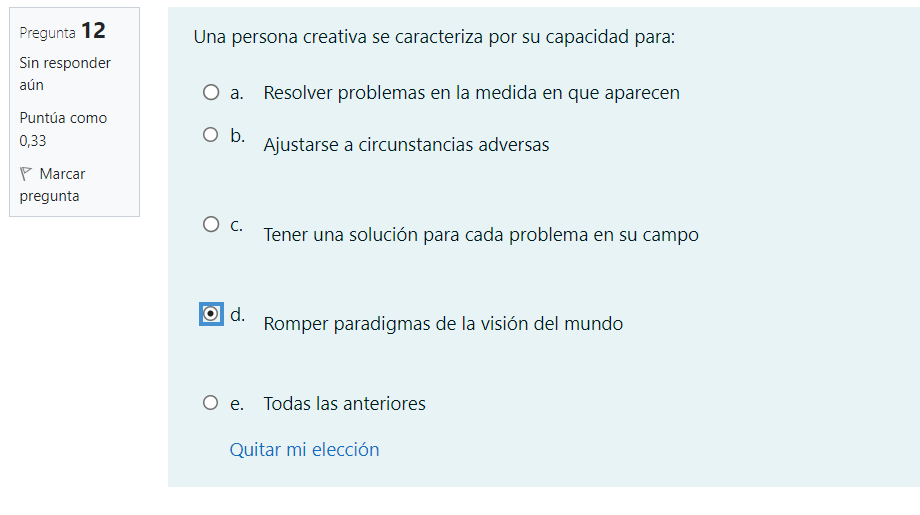 Pregunta 12
Sin responder
aún
Puntúa como
0,33
Marcar
pregunta
Una persona creativa se caracteriza por su capacidad para:
a. Resolver problemas en la medida en que aparecen
b. Ajustarse a circunstancias adversas
c. Tener una solución para cada problema en su campo
d. Romper paradigmas de la visión del mundo
e. Todas las anteriores
Quitar mi elección